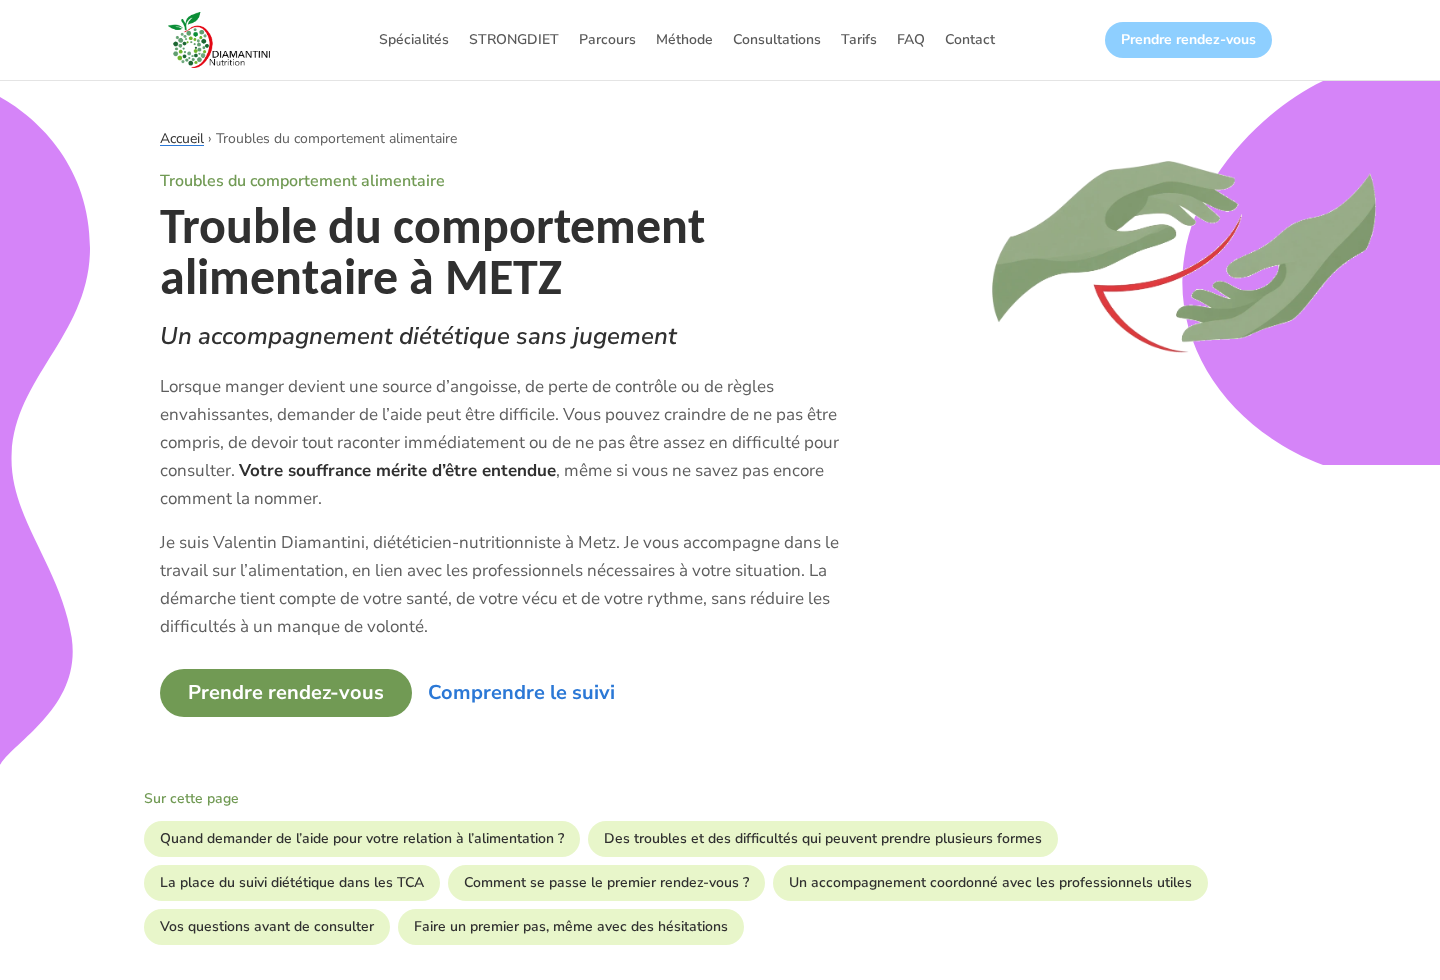 DIAMANTINI
Nutrition
Spécialités STRONGDIET Parcours Méthode Consultations Tarifs FAQ Contact
Prendre rendez-vous
Accueil › Troubles du comportement alimentaire
Troubles du comportement alimentaire
Trouble du comportement
alimentaire à METZ
Un accompagnement diététique sans jugement
Lorsque manger devient une source d’angoisse, de perte de contrôle ou de règles
envahissantes, demander de l’aide peut être difficile. Vous pouvez craindre de ne pas être
compris, de devoir tout raconter immédiatement ou de ne pas être assez en difficulté pour
consulter. Votre souffrance mérite d’être entendue, même si vous ne savez pas encore
comment la nommer.
Je suis Valentin Diamantini, diététicien-nutritionniste à Metz. Je vous accompagne dans le
travail sur l’alimentation, en lien avec les professionnels nécessaires à votre situation. La
démarche tient compte de votre santé, de votre vécu et de votre rythme, sans réduire les
difficultés à un manque de volonté.
Prendre rendez-vous Comprendre le suivi
Sur cette page
Quand demander de l’aide pour votre relation à l’alimentation ? Des troubles et des difficultés qui peuvent prendre plusieurs formes
La place du suivi diététique dans les TCA Comment se passe le premier rendez-vous ? Un accompagnement coordonné avec les professionnels utiles
Vos questions avant de consulter Faire un premier pas, même avec des hésitations